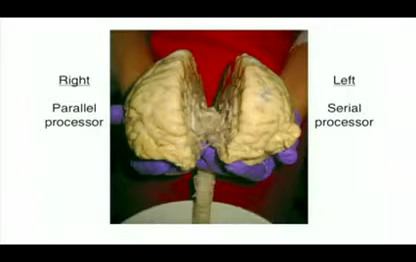 Right
Parallel
processor
Left
Serial
processor